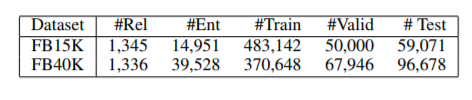 Dataset #Rel #Ent #Train #Valid # Test
FB15K 1,345 14,951 483,142 50,000 59,071
FB40K 1,336 39,528 370,648 67,946 96,678